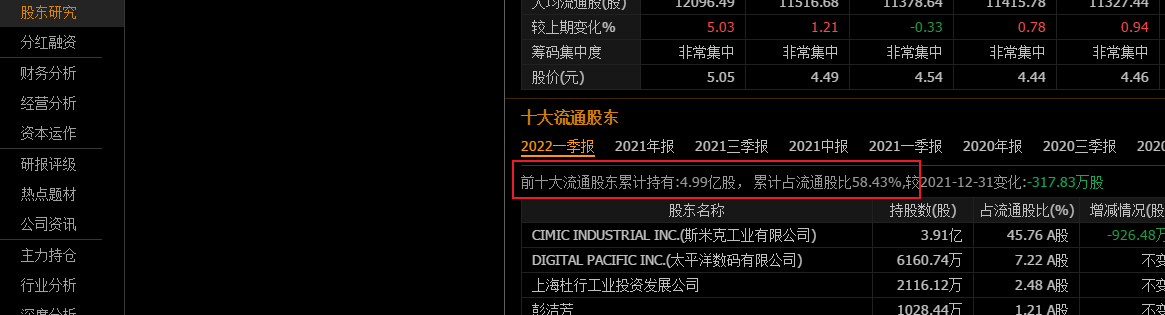 股东研究
分红融资
财务分析
经营分析
资本运作
研报评级
热点题材
公司资讯
主力持仓
行业分析
深度分析
人均流通股(股) 12096.49 11516.68 11378.64 11415.78 11327.44
较上期变化% 5.03 1.21 -0.33 0.78 0.94
筹码集中度 非常集中 非常集中 非常集中 非常集中 非常集中
股价(元) 5.05 4.49 4.54 4.44 4.46
十大流通股东
2022一季报 2021年报 2021三季报 2021中报 2021一季报 2020年报 2020三季报 2020
前十大流通股东累计持有:4.99亿股，累计占流通股比58.43%,较2021-12-31变化:-317.83万股
股东名称 持股数(股) 占流通股比(%) 增减情况(股
CIMIC INDUSTRIAL INC.(斯米克工业有限公司) 3.91亿 45.76 A股 -926.48万
DIGITAL PACIFIC INC.(太平洋数码有限公司) 6160.74万 7.22 A股 不变
上海杜行工业投资发展公司 2116.12万 2.48 A股 不变
彭洁芳 1028.44万 1.21 A股 不变